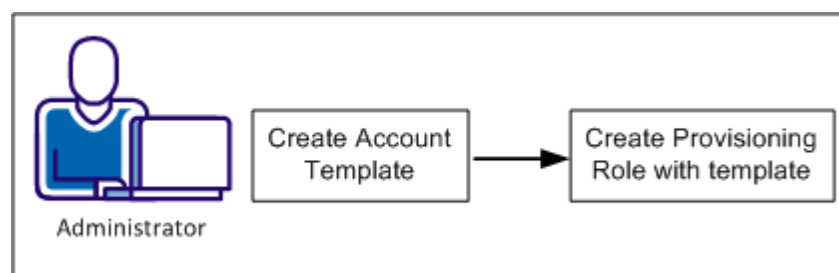 Create Account
Template
Create Provisioning
Role with template
Administrator